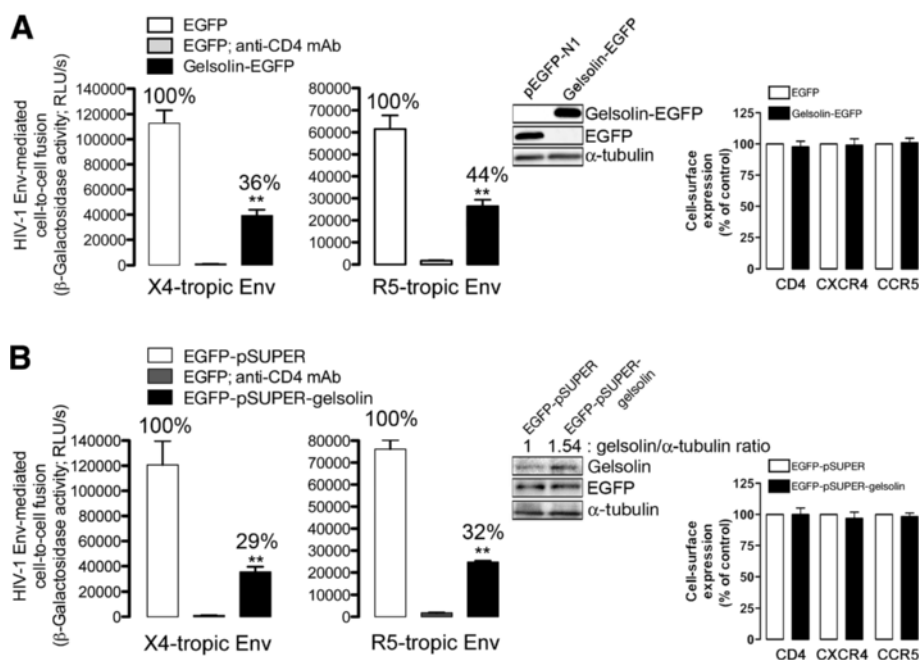 A
EGFP
EGFP; anti-CD4 mAb
Gelsolin-EGFP
HIV-1 Env-mediated
cell-to-cell fusion
((β-Galactosidase activity; RLU/s)
140000
120000
100000
80000
60000
40000
20000
0
100%
36%
**
X4-tropic Env
80000
70000
60000
50000
40000
30000
20000
10000
0
100%
44%
**
R5-tropic Env
pEGFP-N1
Gelsolin-EGFP
Gelsolin-EGFP
EGFP
α-tubulin
EGFP
Gelsolin-EGFP
Cell-surface
expression
(% of control)
125
100
75
50
25
0
CD4 CXCR4 CCR5
B
EGFP-pSUPER
EGFP; anti-CD4 mAb
EGFP-pSUPER-gelsolin
HIV-1 Env-mediated
cell-to-cell fusion
((β-Galactosidase activity; RLU/s)
140000
120000
100000
80000
60000
40000
20000
0
100%
29%
**
X4-tropic Env
80000
70000
60000
50000
40000
30000
20000
10000
0
100%
32%
**
R5-tropic Env
EGFP-pSUPER
EGFP-pSUPER-
gelsolin
1 1.54 : gelsolin/α-tubulin ratio
Gelsolin
EGFP
α-tubulin
EGFP-pSUPER
EGFP-pSUPER-gelsolin
Cell-surface
expression
(% of control)
125
100
75
50
25
0
CD4 CXCR4 CCR5